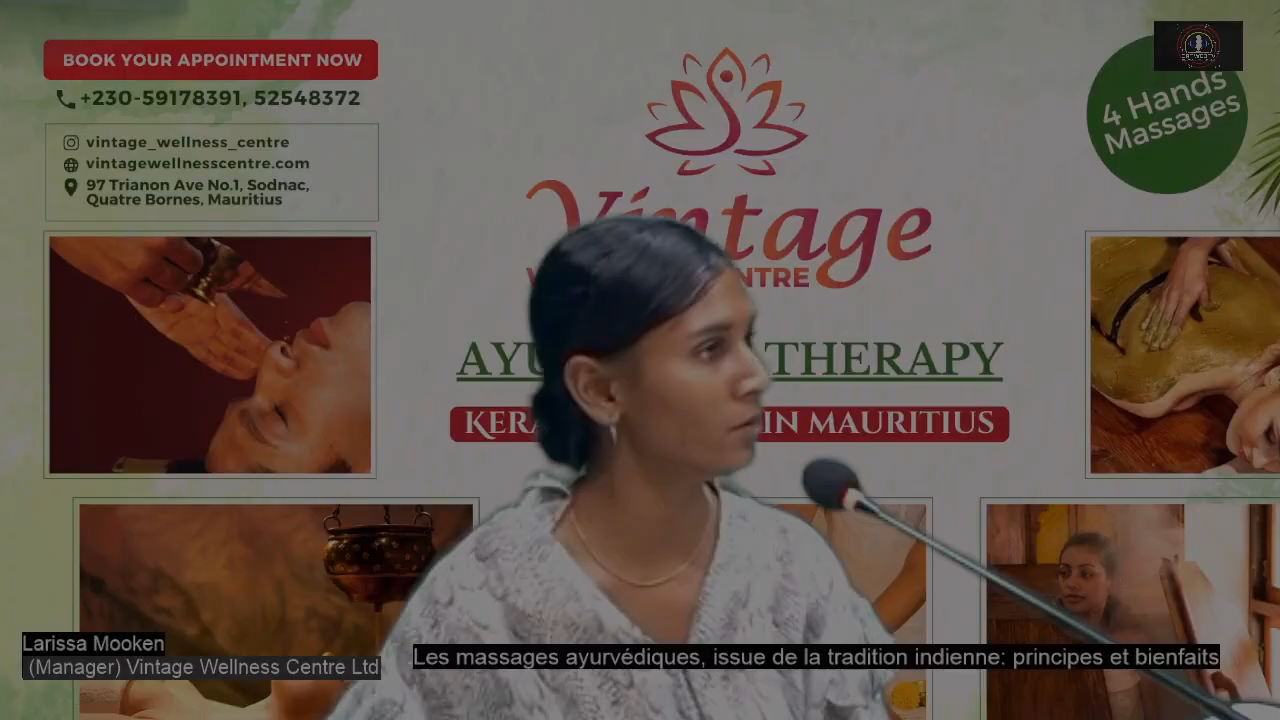 BOOK YOUR APPOINTMENT NOW
+230-59178391, 52548372
vintage_wellness_centre
vintagewellnesscentre.com
97 Trianon Ave No.1, Sodnac,
Quatre Bornes, Mauritius
4 Hands
Massages
Vintage
NTRE
AYU THERAPY
KERA IN MAURITIUS
Larissa Mooken
(Manager) Vintage Wellness Centre Ltd
Les massages ayurvédiques, issue de la tradition indienne: principes et bienfaits